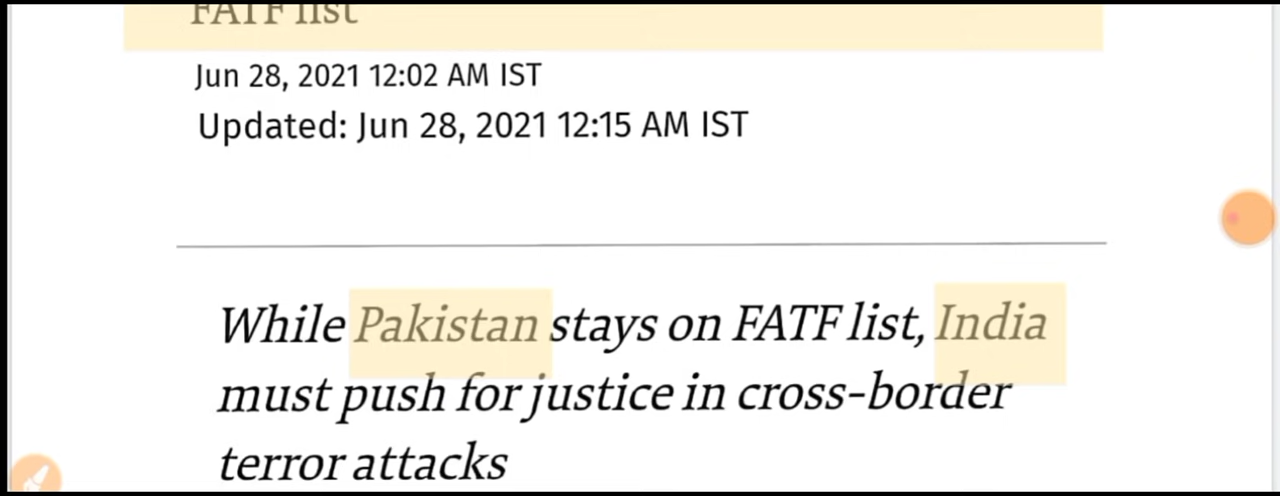 FATF list
Jun 28, 2021 12:02 AM IST
Updated: Jun 28, 2021 12:15 AM IST
While Pakistan stays on FATF list, India
must push for justice in cross-border
terror attacks